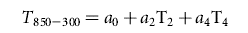 T₈₅₀₋₃₀₀ = a₀ + a₂T₂ + a₄T₄